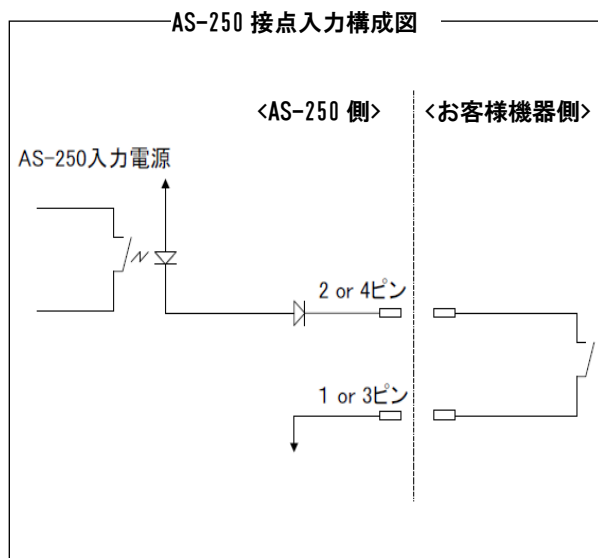 AS-250 接点入力構成図
<AS-250 側> <お客様機器側>
AS-250入力電源
2 or 4ピン
1 or 3ピン